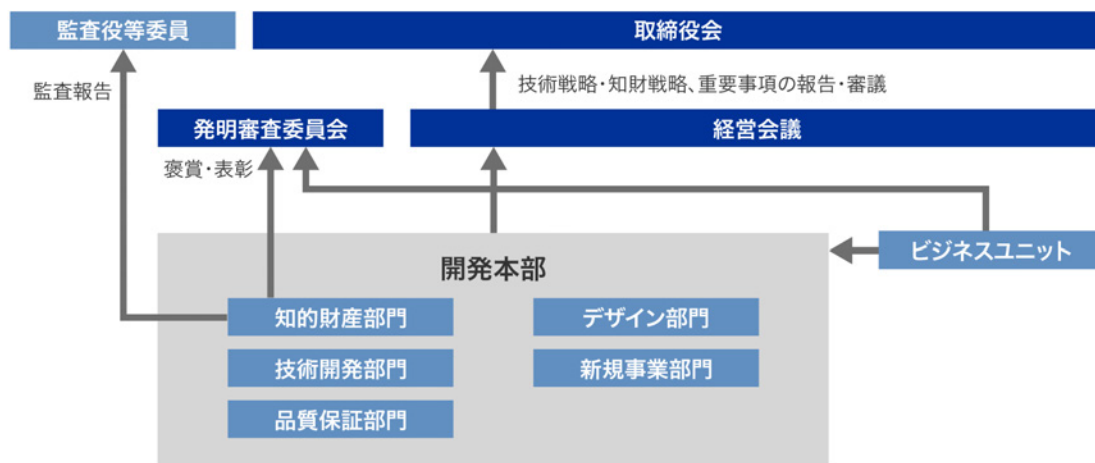 監査役等委員
取締役会
監査報告
技術戦略・知財戦略、重要事項の報告・審議
発明審査委員会
経営会議
褒賞・表彰
ビジネスユニット
開発本部
知的財産部門
デザイン部門
技術開発部門
新規事業部門
品質保証部門